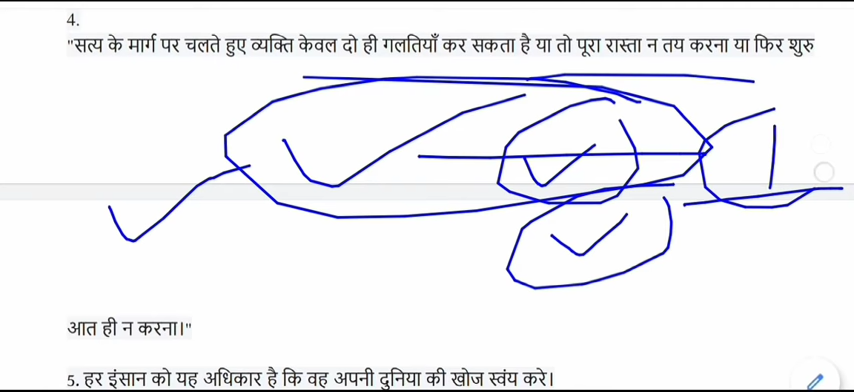 4.
"सत्य के मार्ग पर चलते हुए व्यक्ति केवल दो ही गलतियाँ कर सकता है या तो पूरा रास्ता न तय करना या फिर शुरु
आत ही न करना।"
5. हर इंसान को यह अधिकार है कि वह अपनी दुनिया की खोज स्वंय करे।